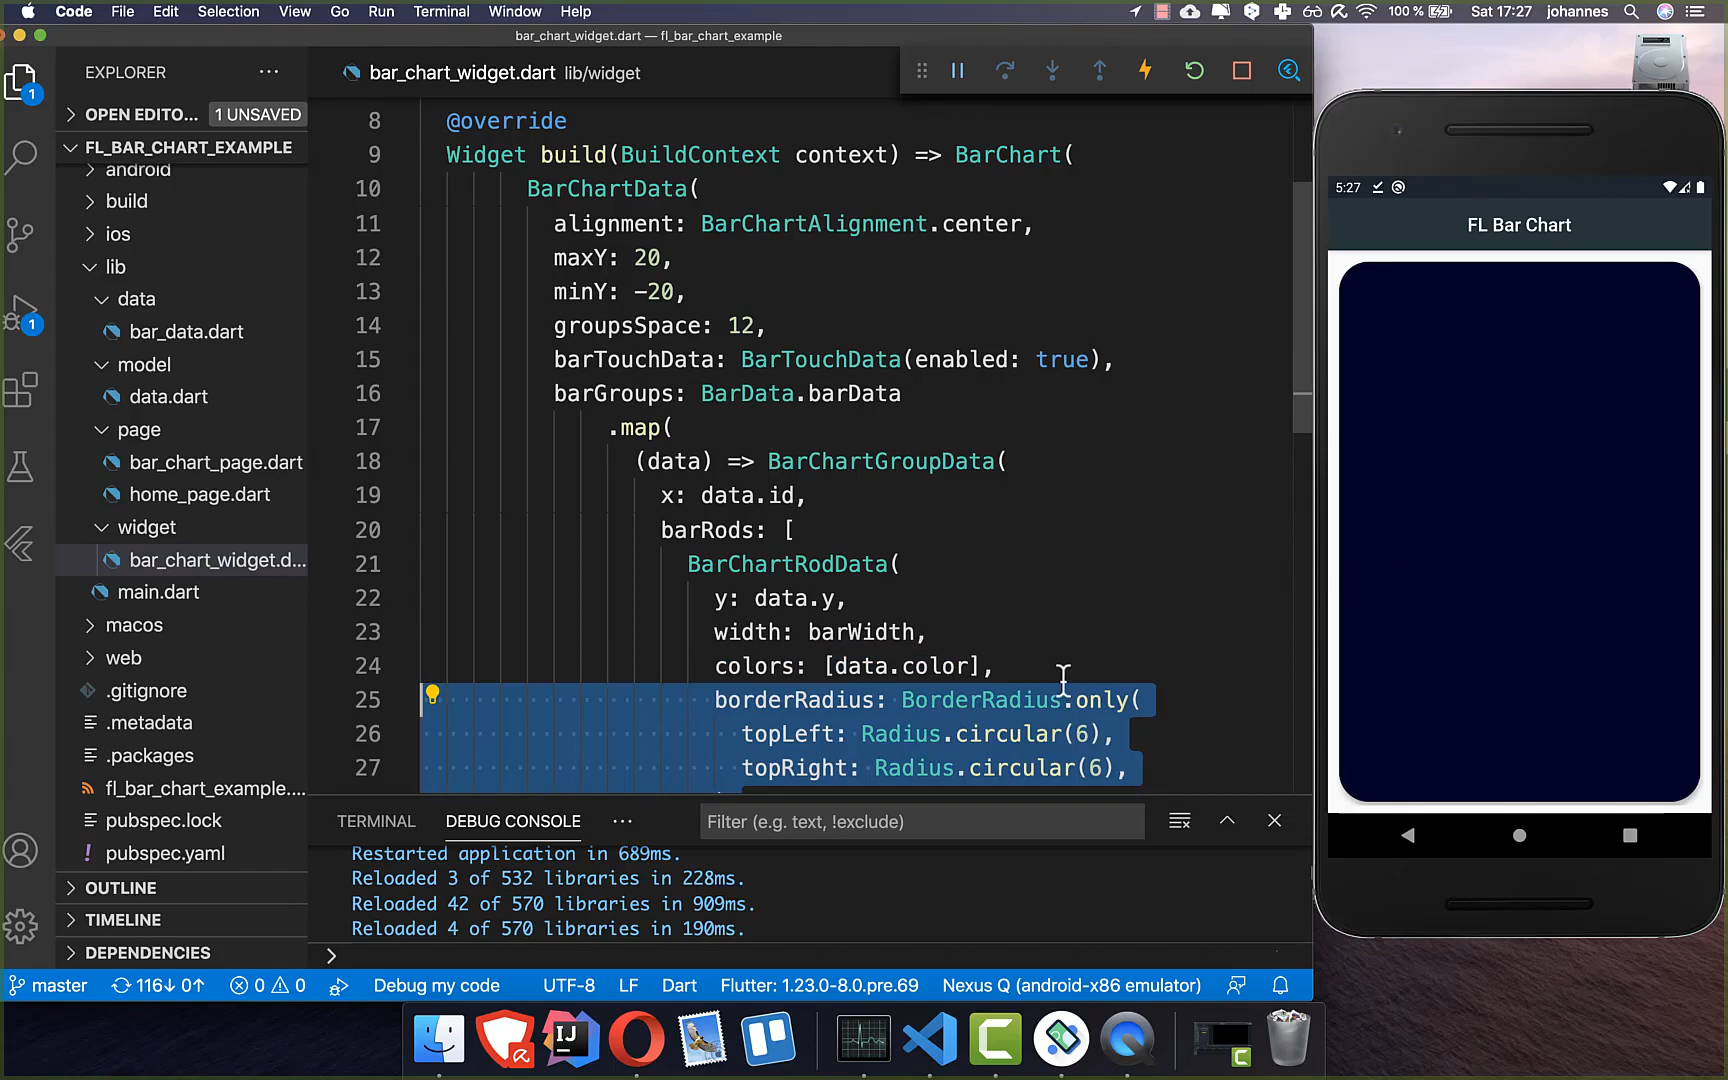 Code File Edit Selection View Go Run Terminal Window Help 100 % Sat 17:27 johannes
bar_chart_widget.dart — fl_bar_chart_example
EXPLORER
1
OPEN EDITO... 1 UNSAVED
FL_BAR_CHART_EXAMPLE
android
build
ios
lib
data
bar_data.dart
1
model
data.dart
page
bar_chart_page.dart
home_page.dart
widget
bar_chart_widget.d...
main.dart
macos
web
.gitignore
.metadata
.packages
fl_bar_chart_example....
pubspec.lock
! pubspec.yaml
OUTLINE
TIMELINE
DEPENDENCIES
bar_chart_widget.dart lib/widget
8 @override
9 Widget build(BuildContext context) => BarChart(
10 BarChartData(
11 alignment: BarChartAlignment.center,
12 maxY: 20,
13 minY: -20,
14 groupsSpace: 12,
15 barTouchData: BarTouchData(enabled: true),
16 barGroups: BarData.barData
17 .map(
18 (data) => BarChartGroupData(
19 x: data.id,
20 barRods: [
21 BarChartRodData(
22 y: data.y,
23 width: barWidth,
24 colors: [data.color],
25 borderRadius: BorderRadius.only(
26 topLeft: Radius.circular(6),
27 topRight: Radius.circular(6),
TERMINAL DEBUG CONSOLE ... Filter (e.g. text, !exclude)
Restarted application in 689ms.
Reloaded 3 of 532 libraries in 228ms.
Reloaded 42 of 570 libraries in 909ms.
Reloaded 4 of 570 libraries in 190ms.
master 116↓ 0↑ 0 0 Debug my code UTF-8 LF Dart Flutter: 1.23.0-8.0.pre.69 Nexus Q (android-x86 emulator)
5:27
FL Bar Chart
IJ